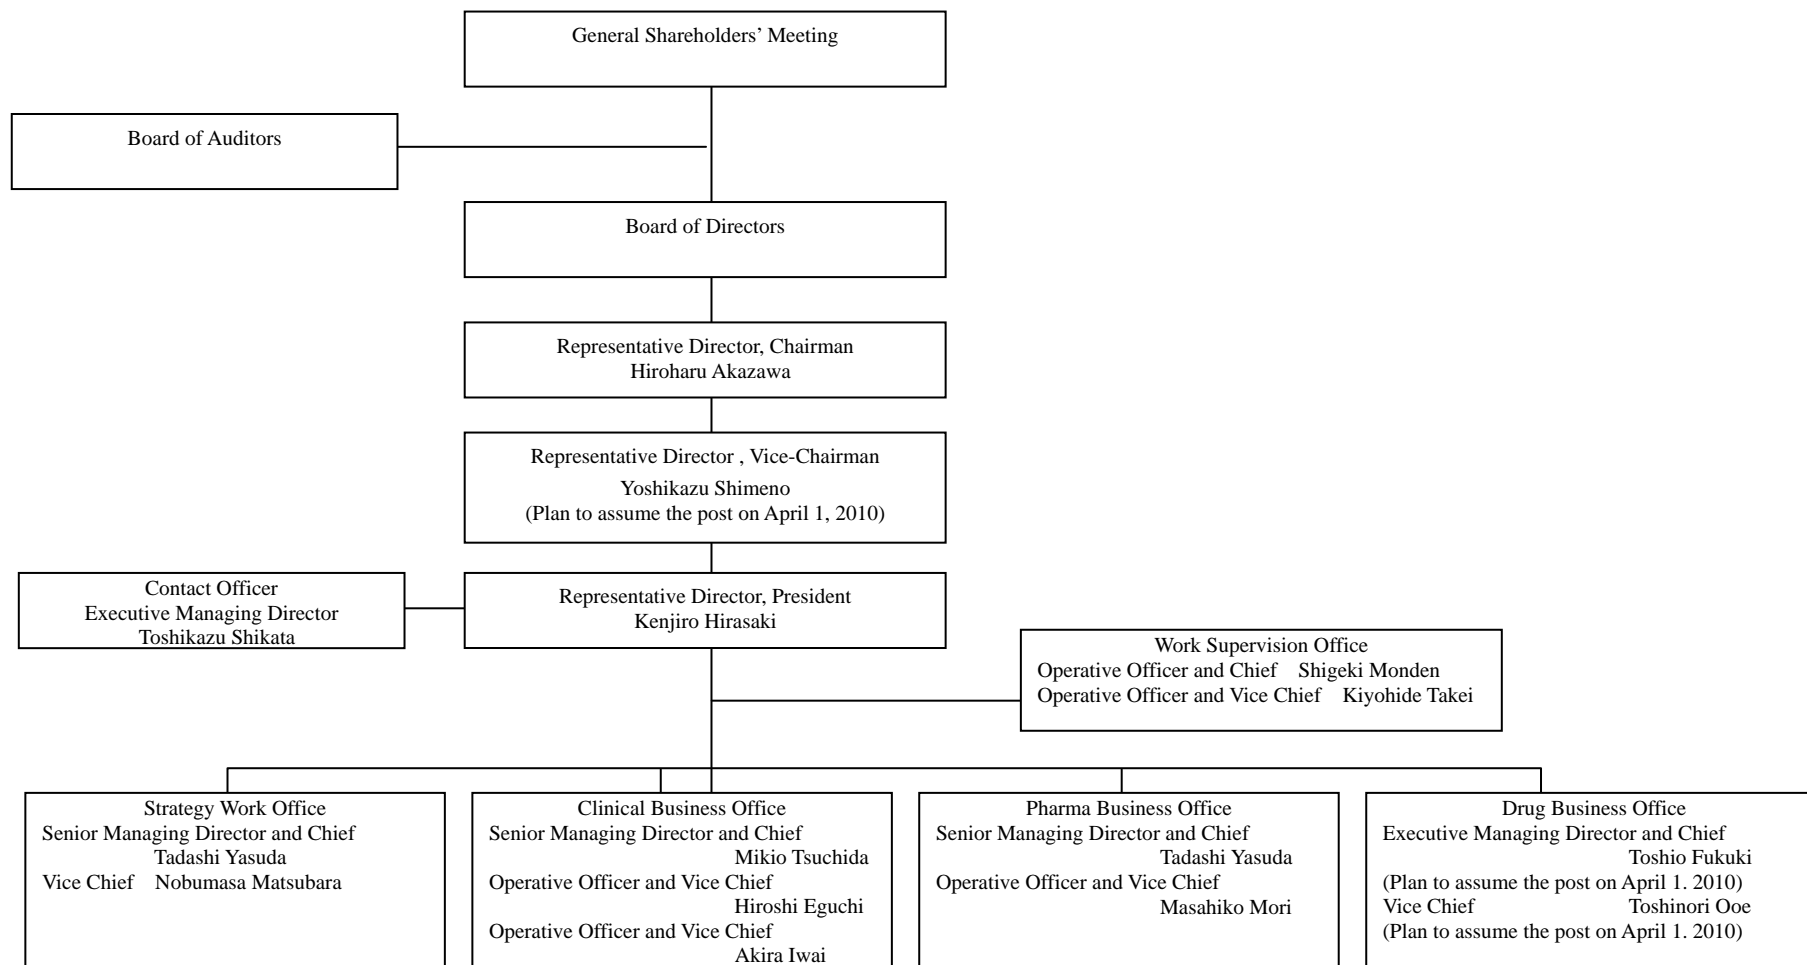 General Shareholders’ Meeting
Board of Auditors
Board of Directors
Representative Director, Chairman
Hiroharu Akazawa
Representative Director , Vice-Chairman
Yoshikazu Shimeno
(Plan to assume the post on April 1, 2010)
Contact Officer
Executive Managing Director
Toshikazu Shikata
Representative Director, President
Kenjiro Hirasaki
Work Supervision Office
Operative Officer and Chief Shigeki Monden
Operative Officer and Vice Chief Kiyohide Takei
Strategy Work Office
Senior Managing Director and Chief
Tadashi Yasuda
Vice Chief Nobumasa Matsubara
Clinical Business Office
Senior Managing Director and Chief
Mikio Tsuchida
Operative Officer and Vice Chief
Hiroshi Eguchi
Operative Officer and Vice Chief
Akira Iwai
Pharma Business Office
Senior Managing Director and Chief
Tadashi Yasuda
Operative Officer and Vice Chief
Masahiko Mori
Drug Business Office
Executive Managing Director and Chief
Toshio Fukuki
(Plan to assume the post on April 1. 2010)
Vice Chief Toshinori Ooe
(Plan to assume the post on April 1. 2010)